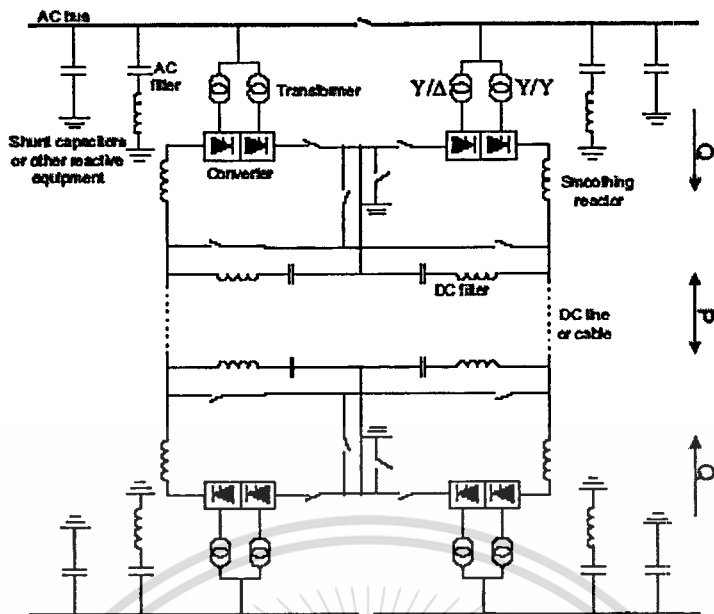 AC bus
AC
filter
Transformer
Y/Δ
Y/Y
Shunt capacitors
or other reactive
equipment
Converter
Smoothing
reactor
Q
DC filter
P
DC line
or cable
Q